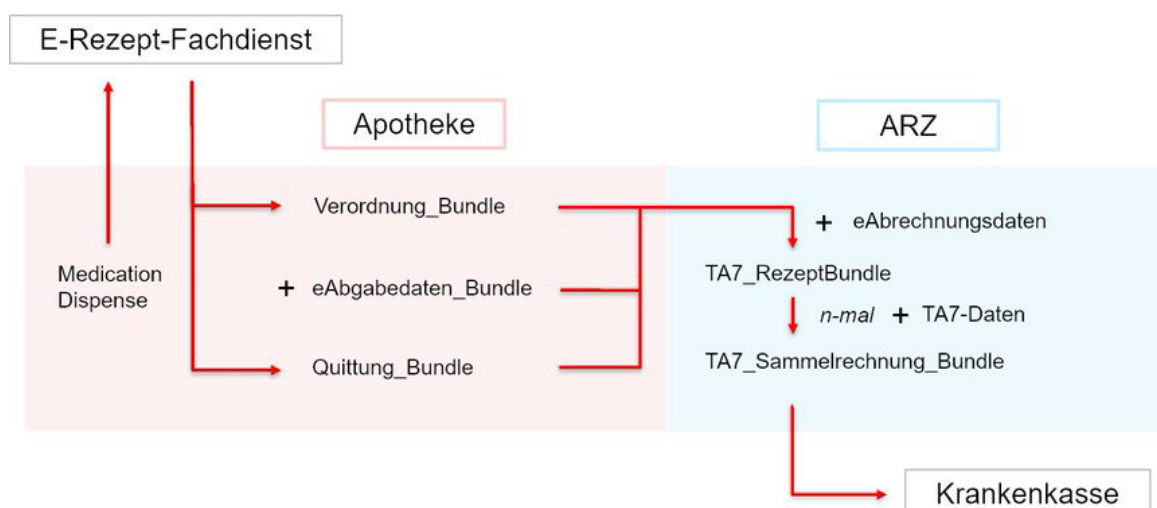 E-Rezept-Fachdienst
Apotheke
ARZ
Verordnung_Bundle
+ eAbrechnungsdaten
Medication
Dispense
+ eAbgabedaten_Bundle
TA7_RezeptBundle
n-mal + TA7-Daten
Quittung_Bundle
TA7_Sammelrechnung_Bundle
Krankenkasse